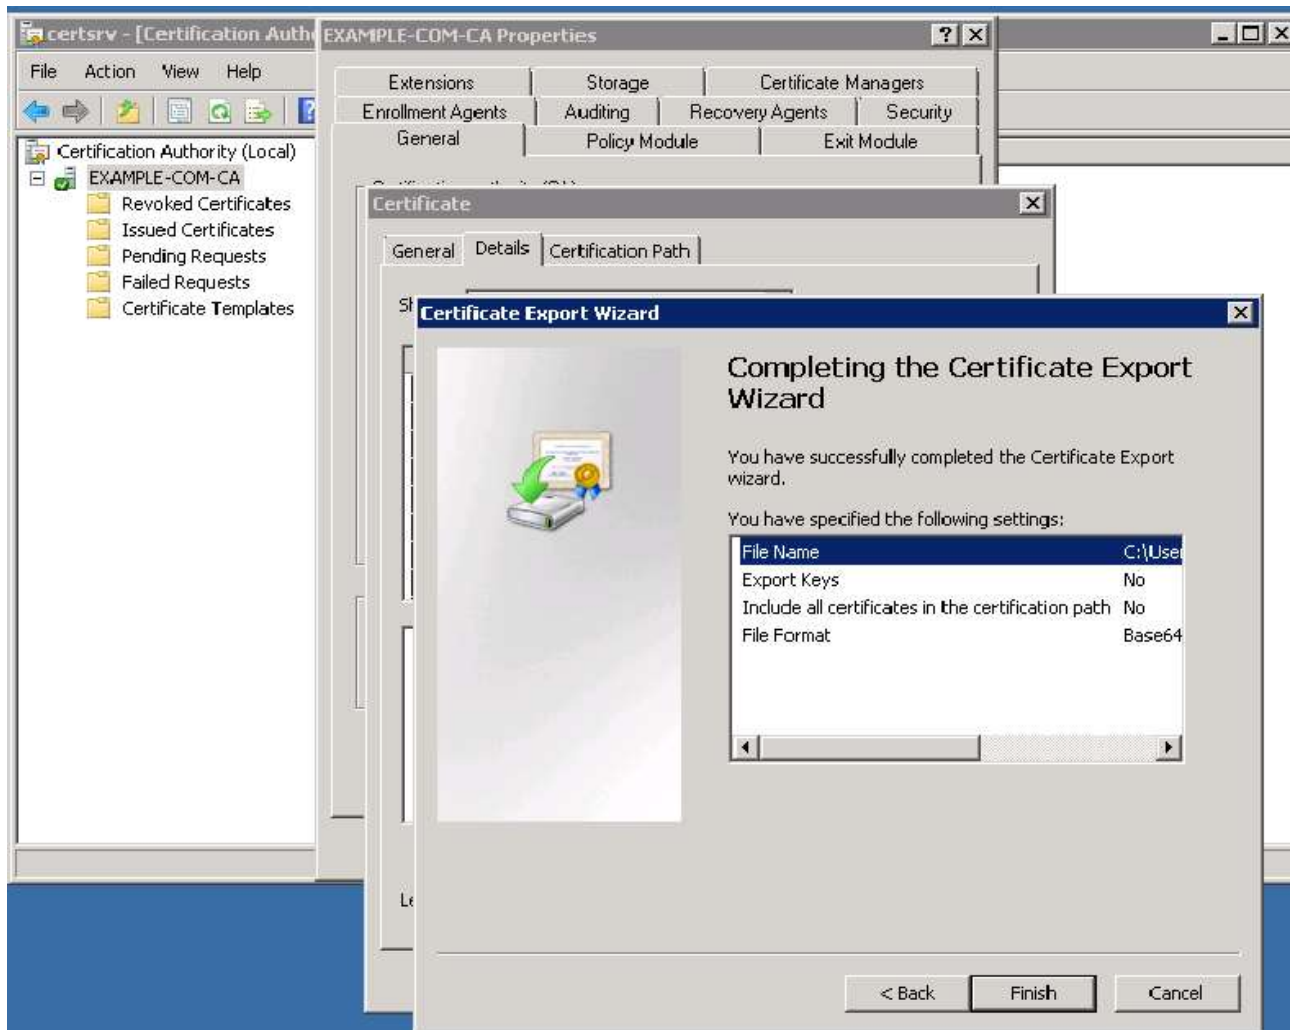 certsrv - [Certification Auth
File Action View Help
Certification Authority (Local)
EXAMPLE-COM-CA
Revoked Certificates
Issued Certificates
Pending Requests
Failed Requests
Certificate Templates
EXAMPLE-COM-CA Properties
Extensions Storage Certificate Managers
Enrollment Agents Auditing Recovery Agents Security
General Policy Module Exit Module
Certificate
General Details Certification Path
Certificate Export Wizard
Completing the Certificate Export
Wizard
You have successfully completed the Certificate Export
wizard.
You have specified the following settings:
File Name C:\User
Export Keys No
Include all certificates in the certification path No
File Format Base64
< Back Finish Cancel